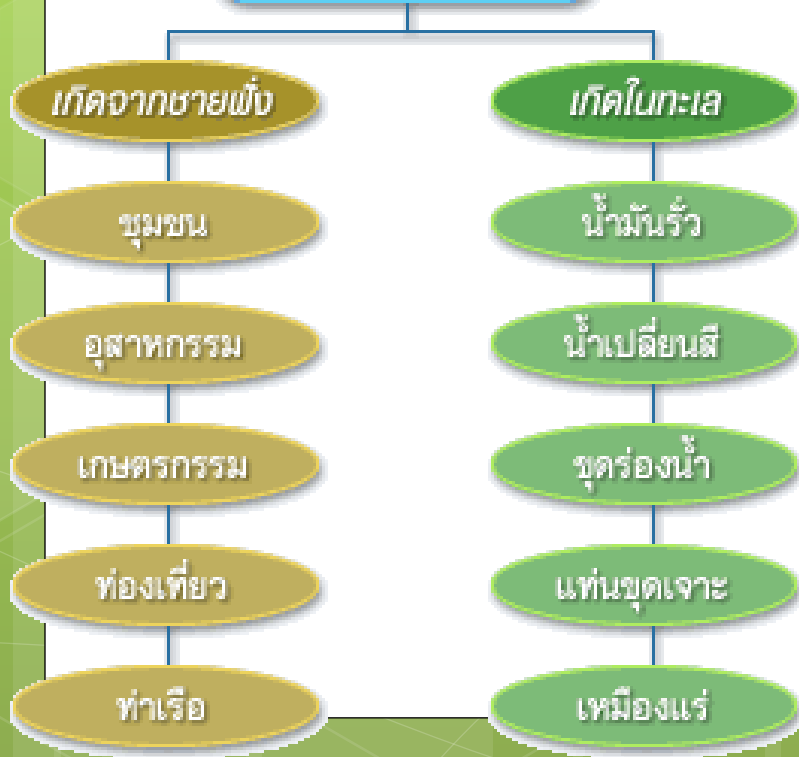 เกิดจากชายฝั่ง
ชุมชน
อุสาหกรรม
เกษตรกรรม
ท่องเที่ยว
ท่าเรือ
เกิดในทะเล
น้ำมันรั่ว
น้ำเปลี่ยนสี
ขุดร่องน้ำ
แท่นขุดเจาะ
เหมืองแร่